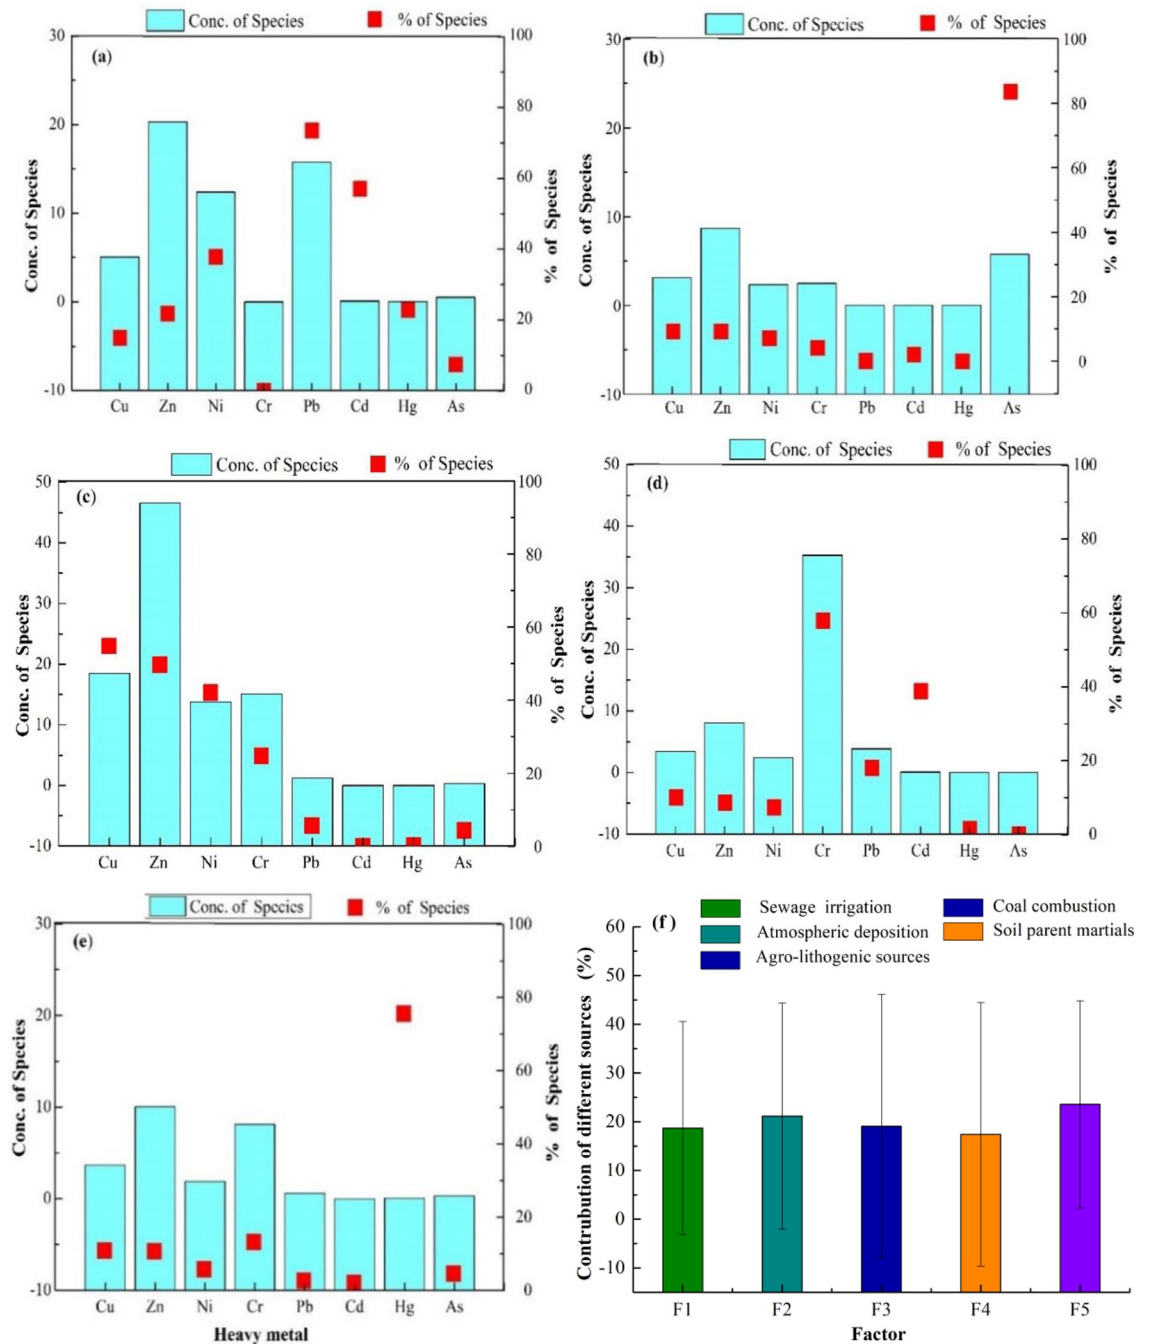 Conc. of Species % of Species
(a)
30
20
10
0
-10
100
80
60
40
20
0
Conc. of Species
% of Species
Cu Zn Ni Cr Pb Cd Hg As
Conc. of Species % of Species
(b)
30
20
10
0
-10
100
80
60
40
20
0
Conc. of Species
% of Species
Cu Zn Ni Cr Pb Cd Hg As
Conc. of Species % of Species
(c)
50
40
30
20
10
0
-10
100
80
60
40
20
0
Conc. of Species
% of Species
Cu Zn Ni Cr Pb Cd Hg As
Conc. of Species % of Species
(d)
50
40
30
20
10
0
-10
100
80
60
40
20
0
Conc. of Species
% of Species
Cu Zn Ni Cr Pb Cd Hg As
Conc. of Species % of Species
(e)
30
20
10
0
-10
100
80
60
40
20
0
Conc. of Species
% of Species
Cu Zn Ni Cr Pb Cd Hg As
Heavy metal
Sewage irrigation Coal combustion
Atmospheric deposition Soil parent martials
Agro-lithogenic sources
(f)
60
50
40
30
20
10
0
-10
Contrubution of different sources (%)
F1 F2 F3 F4 F5
Factor